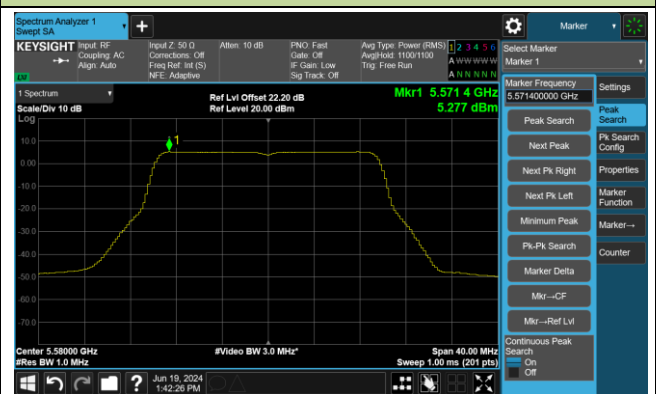 Spectrum Analyzer 1
Swept SA
Marker
KEYSIGHT
Input: RF
Coupling: AC
Align: Auto
Input Z: 50 Ω
Corrections: Off
Freq Ref: Int (S)
NFE: Adaptive
Atten: 10 dB
PNO: Fast
Gate: Off
IF Gain: Low
Sig Track: Off
Avg Type: Power (RMS)
Avg|Hold: 1100/1100
Trig: Free Run
1 2 3 4 5 6
A W W W W W
A N N N N N
Select Marker
Marker 1
1 Spectrum
Scale/Div 10 dB
Log
Ref Lvl Offset 22.20 dB
Ref Level 20.00 dBm
Mkr1 5.571 4 GHz
5.277 dBm
1
10.0
0.00
-10.0
-20.0
-30.0
-40.0
-50.0
-60.0
-70.0
Center 5.58000 GHz
#Res BW 1.0 MHz
#Video BW 3.0 MHz*
Span 40.00 MHz
Sweep 1.00 ms (201 pts)
Marker Frequency
5.571400000 GHz
Peak Search
Next Peak
Next Pk Right
Next Pk Left
Minimum Peak
Pk-Pk Search
Marker Delta
Mkr→CF
Mkr→Ref Lvl
Continuous Peak
Search
On
Off
Settings
Peak
Search
Pk Search
Config
Properties
Marker
Function
Marker→
Counter
Jun 19, 2024
1:42:26 PM